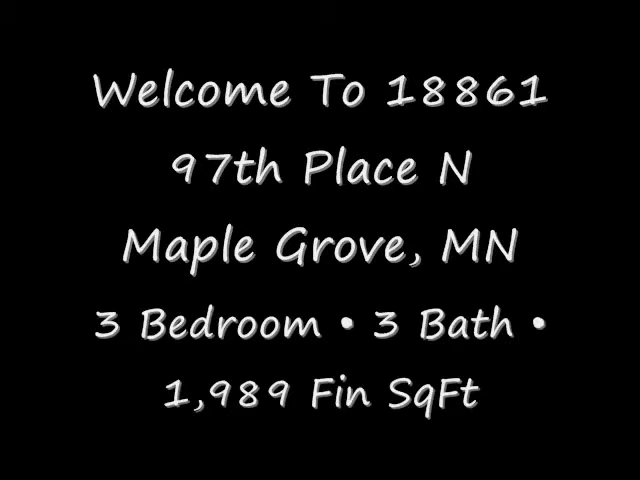 Welcome To 18861
97th Place N
Maple Grove, MN
3 Bedroom • 3 Bath •
1,989 Fin SqFt